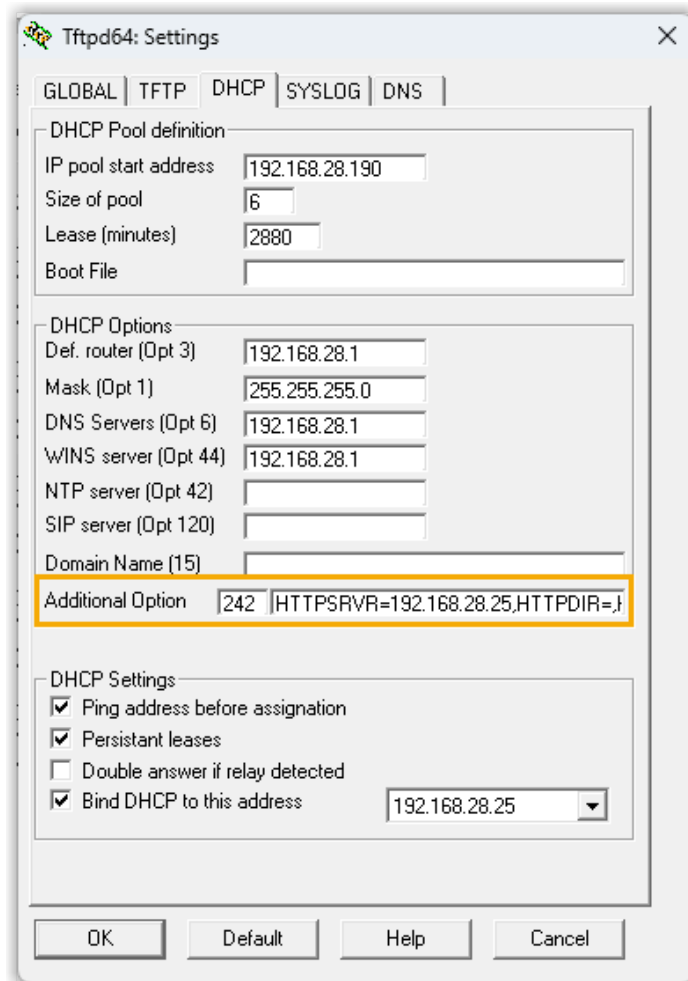 Tftpd64: Settings
GLOBAL TFTP DHCP SYSLOG DNS
DHCP Pool definition
IP pool start address 192.168.28.190
Size of pool 6
Lease (minutes) 2880
Boot File
DHCP Options
Def. router (Opt 3) 192.168.28.1
Mask (Opt 1) 255.255.255.0
DNS Servers (Opt 6) 192.168.28.1
WINS server (Opt 44) 192.168.28.1
NTP server (Opt 42)
SIP server (Opt 120)
Domain Name (15)
Additional Option 242 HTTPSRVR=192.168.28.25,HTTPDIR=,
DHCP Settings
Ping address before assignation
Persistant leases
Double answer if relay detected
Bind DHCP to this address 192.168.28.25
OK Default Help Cancel